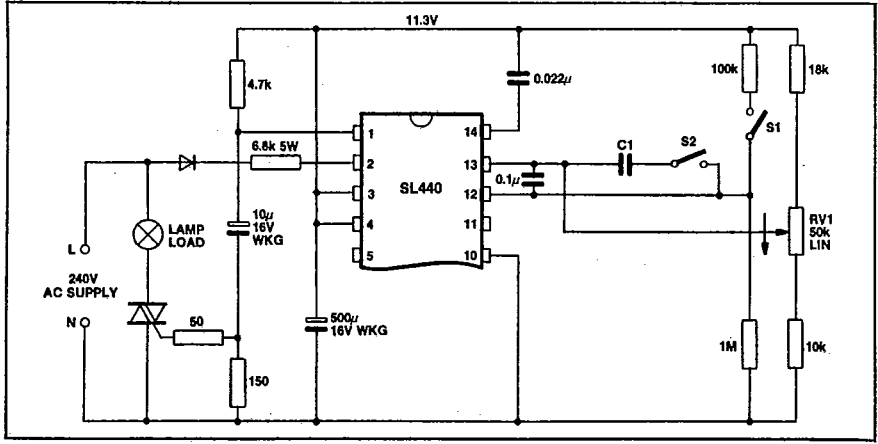 11.3V
4.7k
0.022µ
100k
18k
S1
6.8k 5W
1
14
2
13
C1
S2
SL440
0.1µ
3
12
10µ
16V
WKG
4
11
RV1
50k
LIN
LAMP
LOAD
5
10
L
240V
AC SUPPLY
N
50
500µ
16V WKG
150
1M
10k